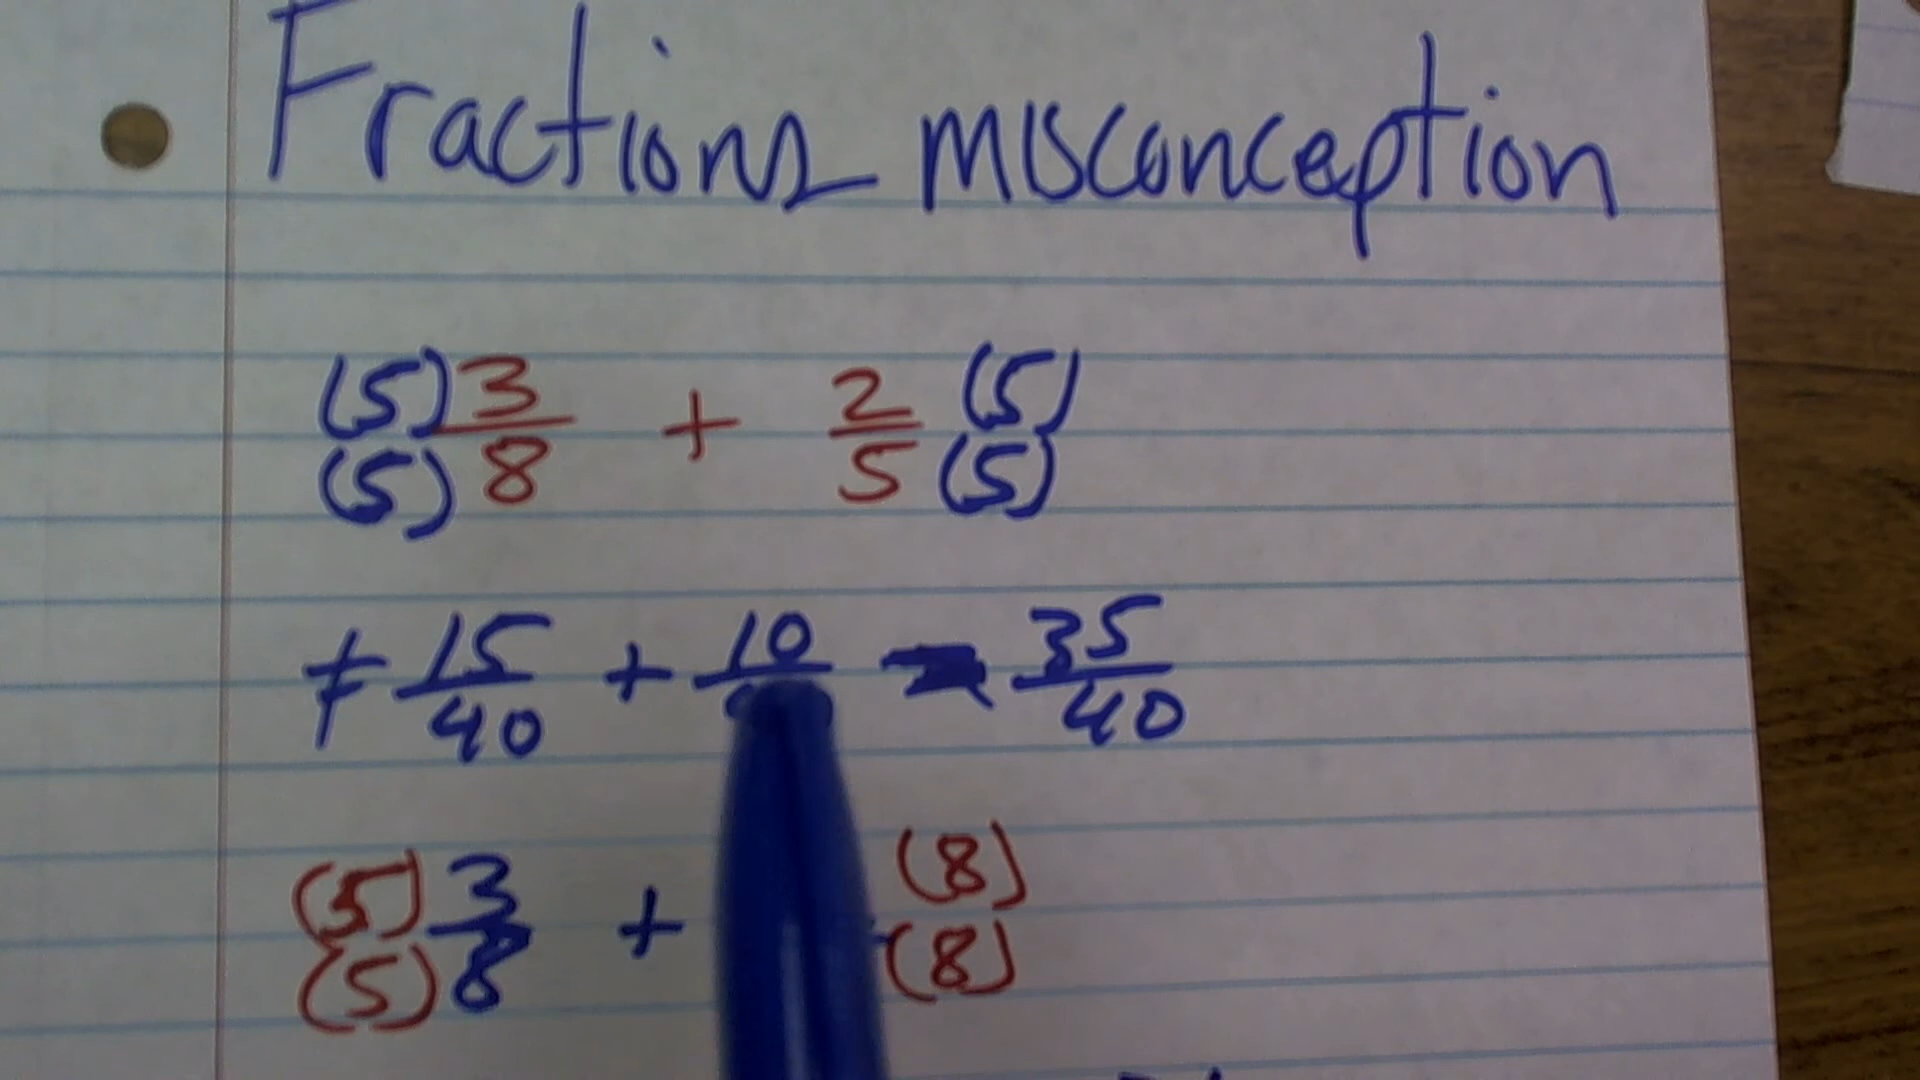 Fractions misconception
(5) 3/(5) 8 + 2/5 (5)/(5)
≠ 15/40 + 10/ = 35/40
(5) 3/(5) 8 + (8)/(8)